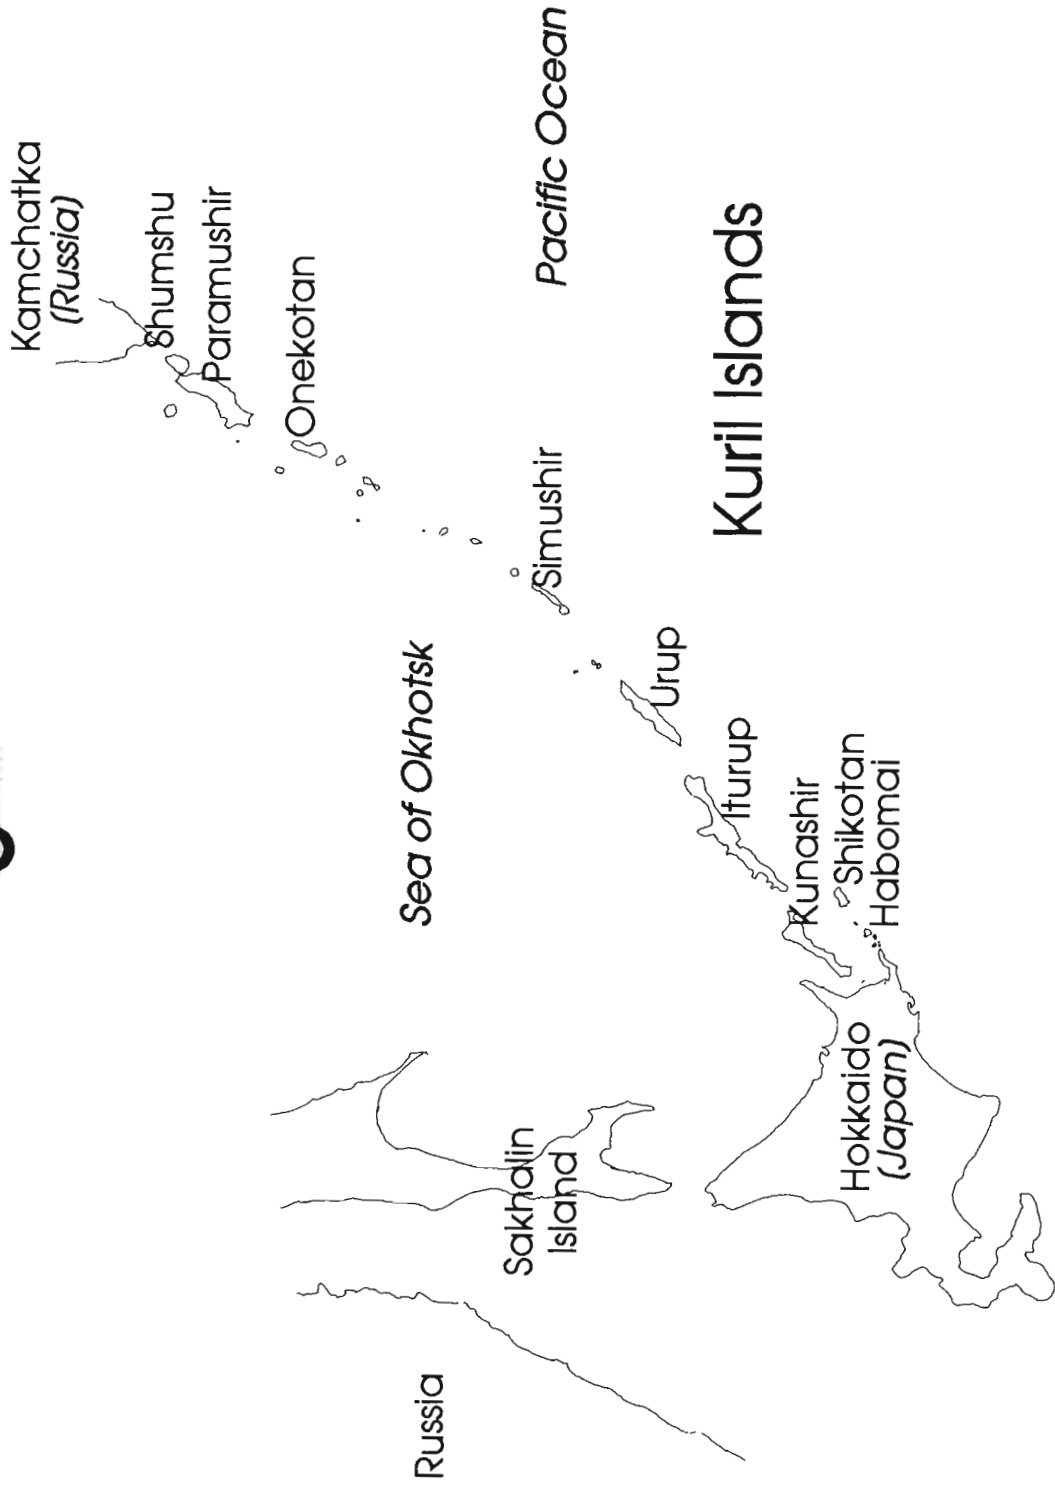 Kamchatka
(Russia)
Shumshu
Paramushir
Onekotan
Pacific Ocean
Simushir
Kuril Islands
Sea of Okhotsk
Urup
Iturup
Kunashir
Shikotan
Habomai
Sakhalin
Island
Hokkaido
(Japan)
Russia